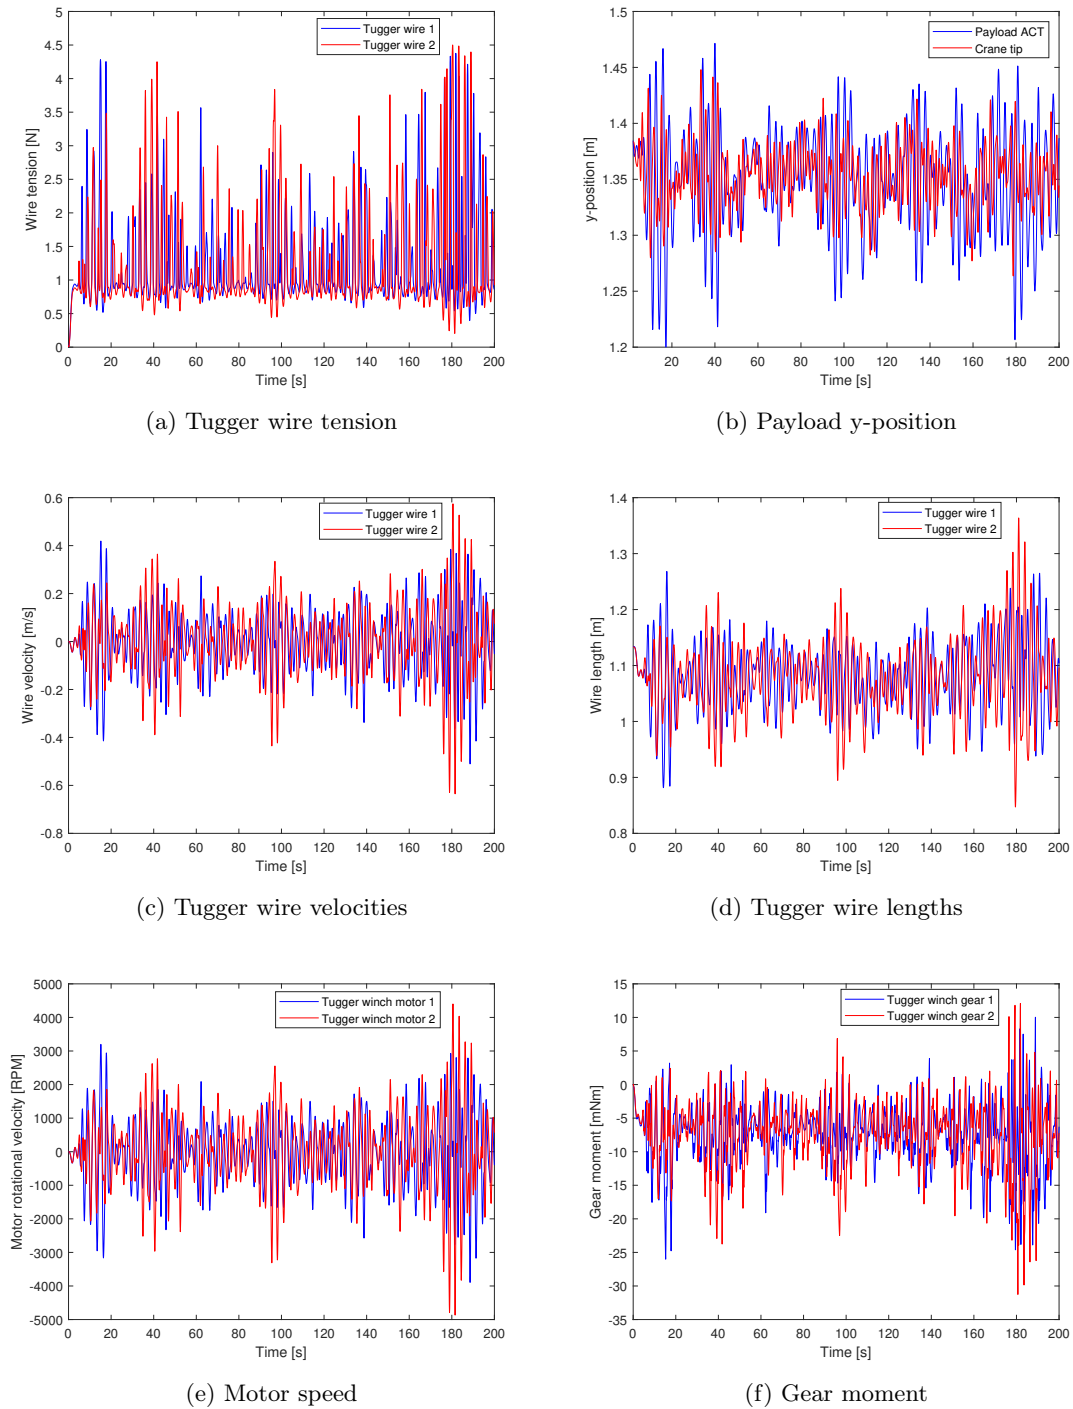 Wire tension [N]
5
4.5
4
3.5
3
2.5
2
1.5
1
0.5
0
Tugger wire 1
Tugger wire 2
0 20 40 60 80 100 120 140 160 180 200
Time [s]
(a) Tugger wire tension
y-position [m]
1.5
1.45
1.4
1.35
1.3
1.25
1.2
Payload ACT
Crane tip
20 40 60 80 100 120 140 160 180 200
Time [s]
(b) Payload y-position
Wire velocity [m/s]
0.6
0.4
0.2
0
-0.2
-0.4
-0.6
-0.8
Tugger wire 1
Tugger wire 2
0 20 40 60 80 100 120 140 160 180 200
Time [s]
(c) Tugger wire velocities
Wire length [m]
1.4
1.3
1.2
1.1
1
0.9
0.8
Tugger wire 1
Tugger wire 2
0 20 40 60 80 100 120 140 160 180 200
Time [s]
(d) Tugger wire lengths
Motor rotational velocity [RPM]
5000
4000
3000
2000
1000
0
-1000
-2000
-3000
-4000
-5000
Tugger winch motor 1
Tugger winch motor 2
0 20 40 60 80 100 120 140 160 180 200
Time [s]
(e) Motor speed
Gear moment [mNm]
15
10
5
0
-5
-10
-15
-20
-25
-30
-35
Tugger winch gear 1
Tugger winch gear 2
0 20 40 60 80 100 120 140 160 180 200
Time [s]
(f) Gear moment